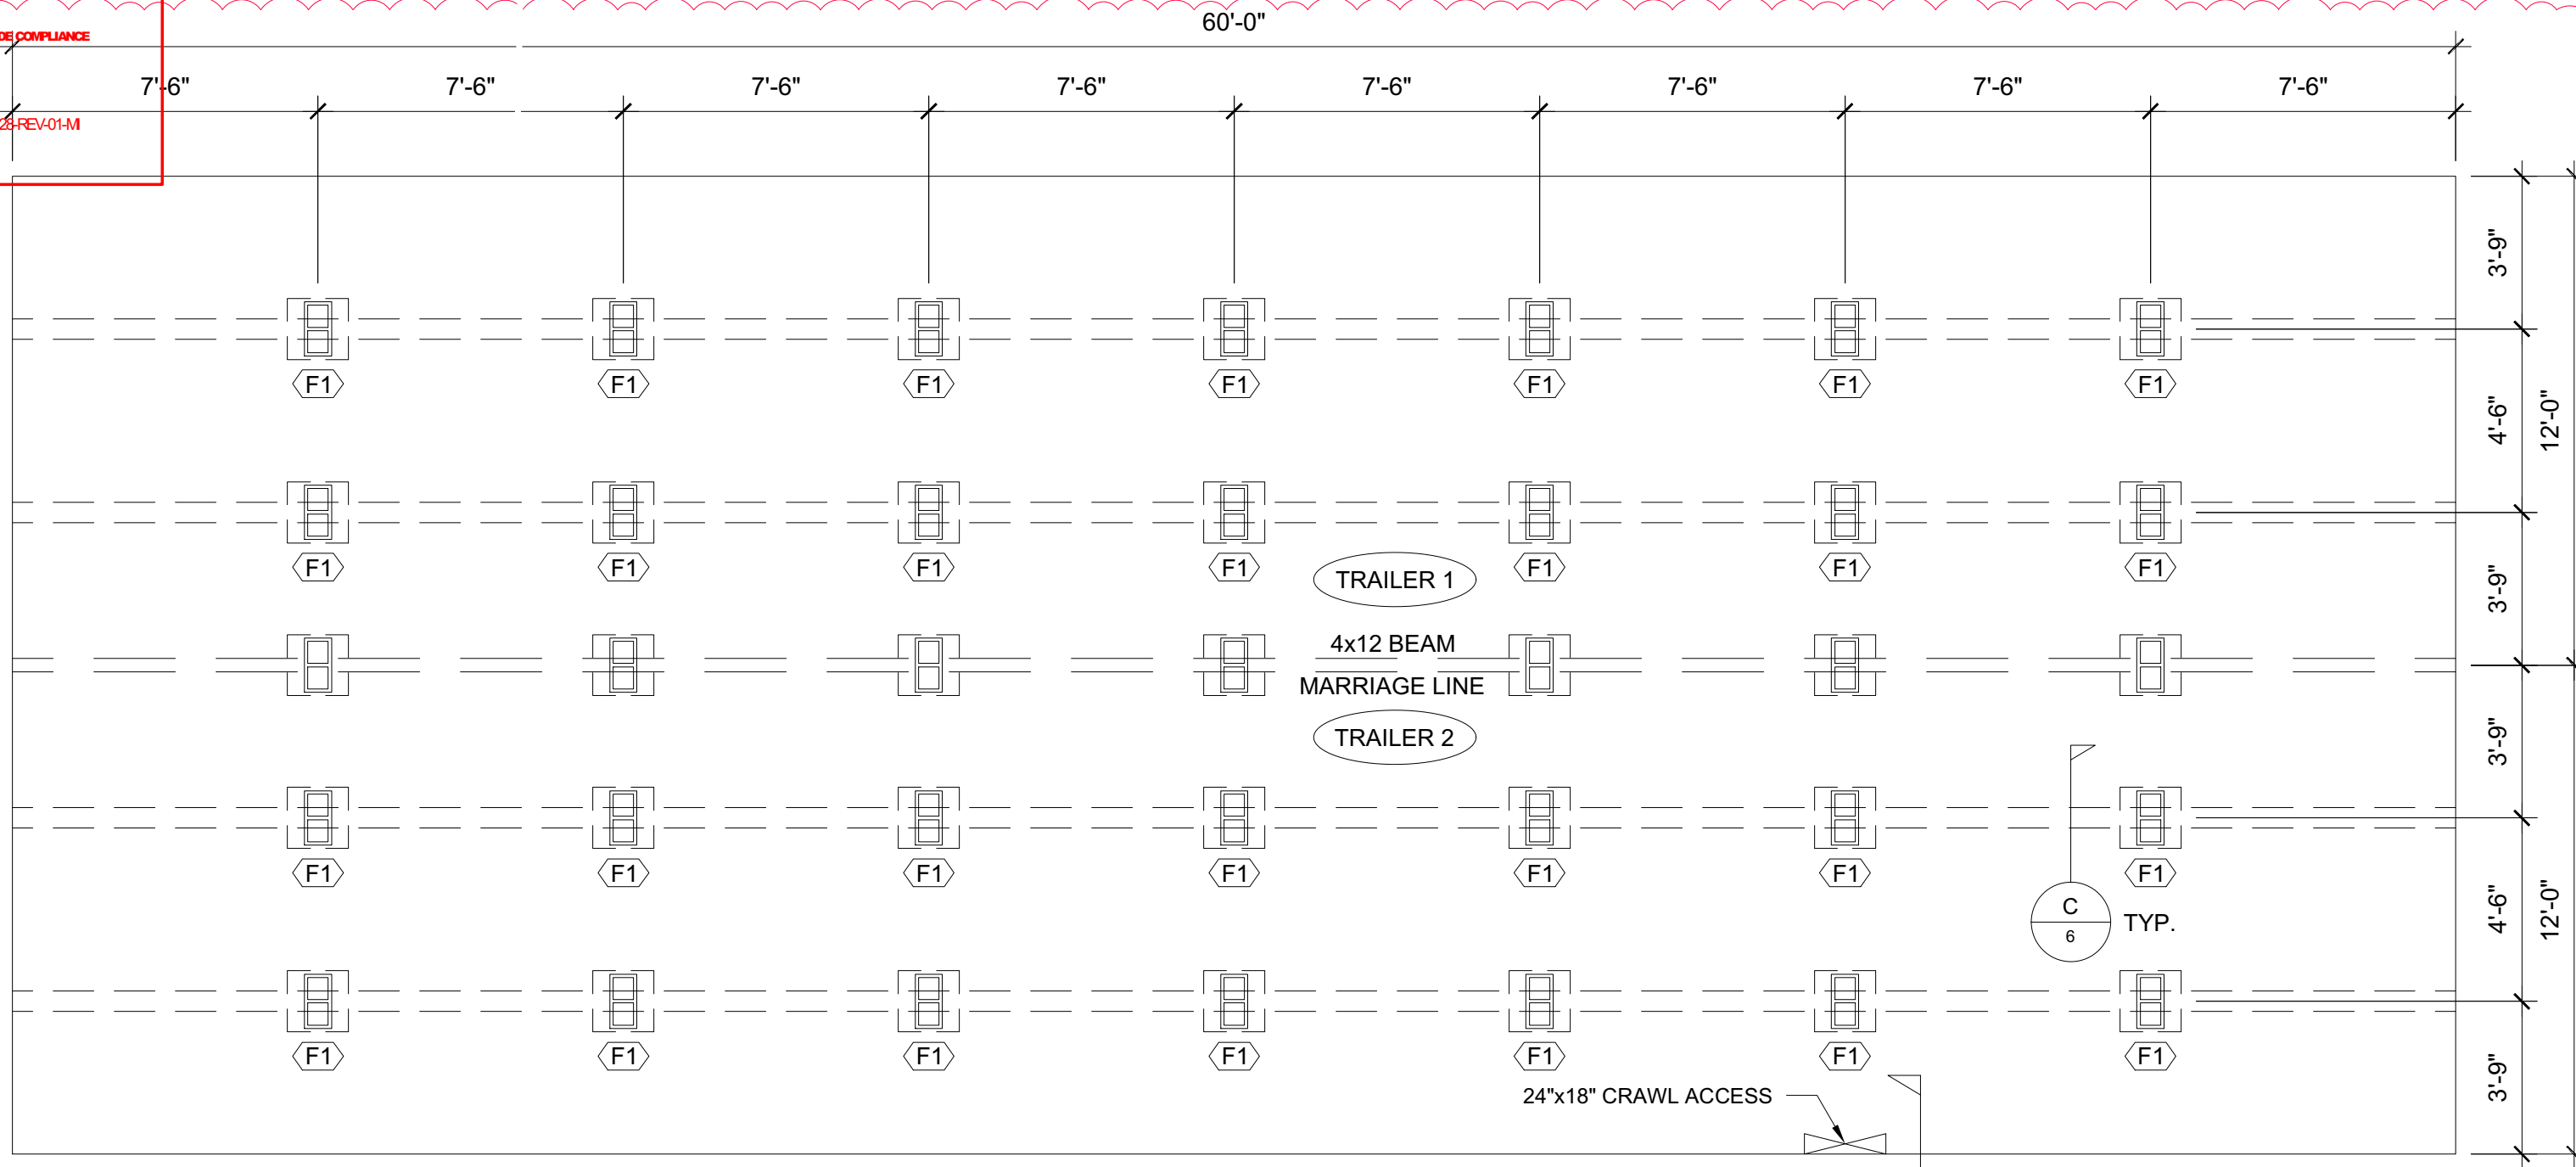 60'-0"
DE COMPLIANCE
7'-6" 7'-6" 7'-6" 7'-6" 7'-6" 7'-6" 7'-6" 7'-6"
28-REV-01-MI
3'-9"
F1 F1 F1 F1 F1 F1 F1
4'-6"
12'-0"
F1 F1 F1 F1 F1 F1 F1
TRAILER 1
3'-9"
4x12 BEAM
MARRIAGE LINE
TRAILER 2
3'-9"
F1 F1 F1 F1 F1 F1 F1
C
6
TYP.
4'-6"
12'-0"
F1 F1 F1 F1 F1 F1 F1
24"x18" CRAWL ACCESS
3'-9"